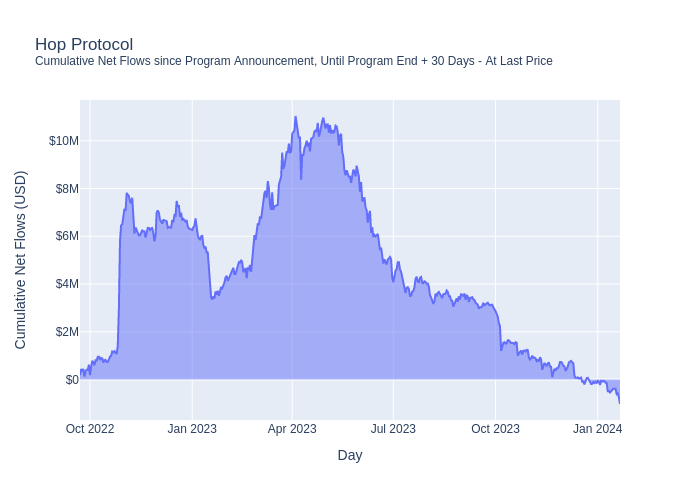 Hop Protocol
Cumulative Net Flows since Program Announcement, Until Program End + 30 Days - At Last Price
Cumulative Net Flows (USD)
$10M
$8M
$6M
$4M
$2M
$0
Oct 2022
Jan 2023
Apr 2023
Jul 2023
Oct 2023
Jan 2024
Day